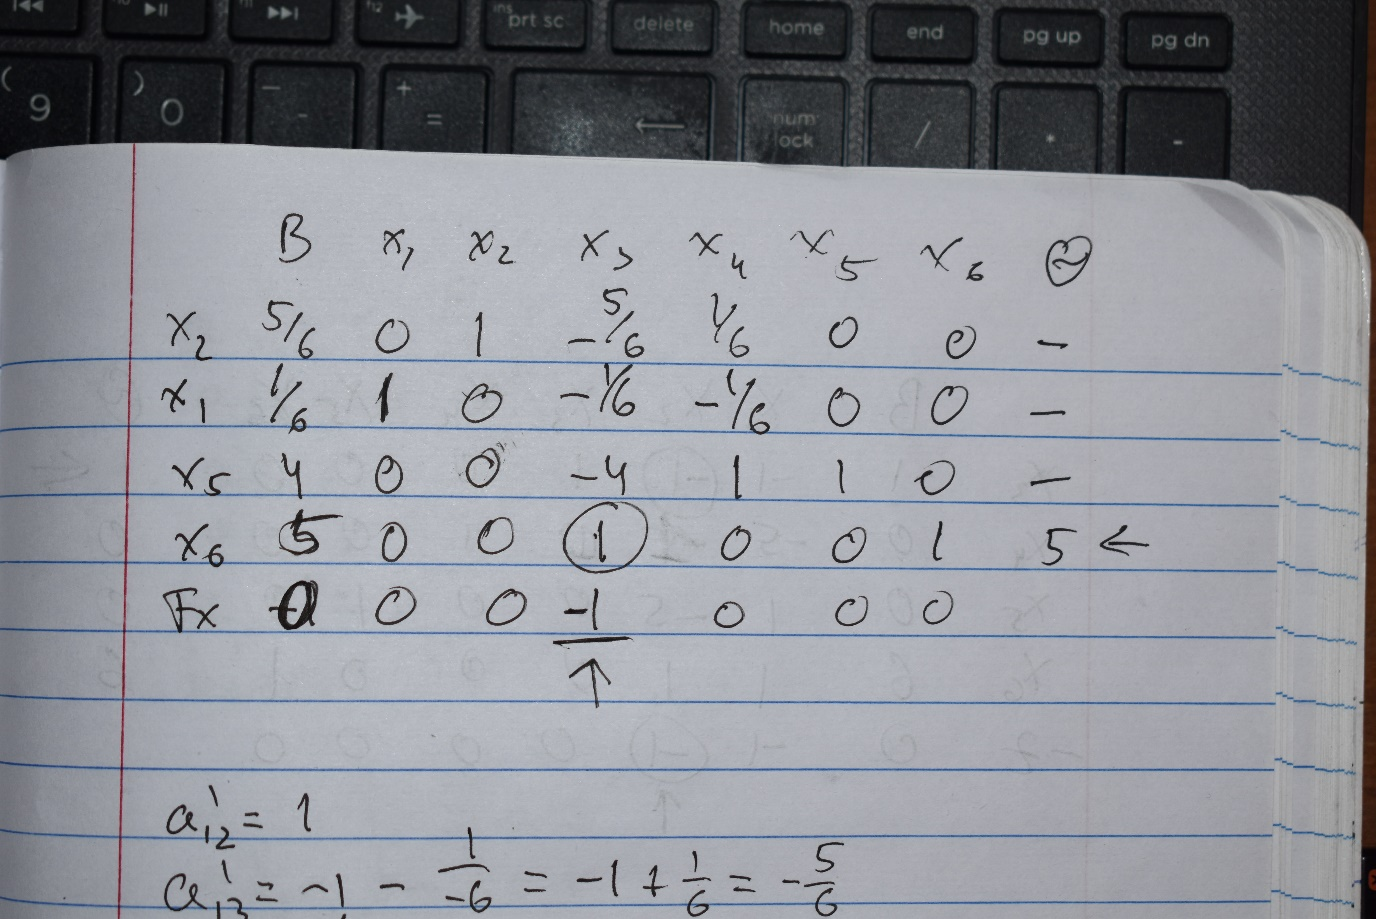 f12 ins prt sc delete home end pg up pg dn
( 9 ) 0 — - + = ← num lock / * -
B x₁ x₂ x₃ x₄ x₅ x₆ Θ
x₂ 5/6 0 1 -5/6 1/6 0 0 -
x₁ 1/6 1 0 -1/6 -1/6 0 0 -
x₅ 4 0 0 -4 1 1 0 -
x₆ 5 0 0 1 0 0 1 5 ←
Fx 0 0 0 -1 0 0 0
↑
a'₁₂ = 1
a'₁₃ = -1 - 1/-6 = -1 + 1/6 = -5/6